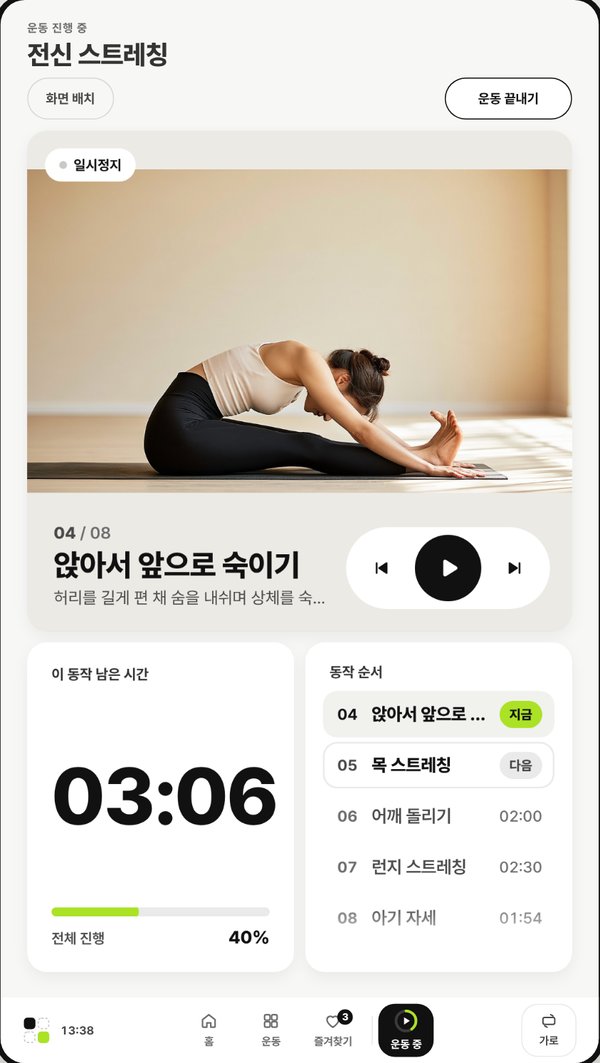 운동 진행 중
전신 스트레칭
화면 배치
운동 끝내기
일시정지
04 / 08
앉아서 앞으로 숙이기
허리를 길게 편 채 숨을 내쉬며 상체를 숙...
이 동작 남은 시간
03:06
전체 진행 40%
동작 순서
04 앉아서 앞으로 ... 지금
05 목 스트레칭 다음
06 어깨 돌리기 02:00
07 런지 스트레칭 02:30
08 아기 자세 01:54
13:38
홈
운동
3
즐겨찾기
운동 중
가로